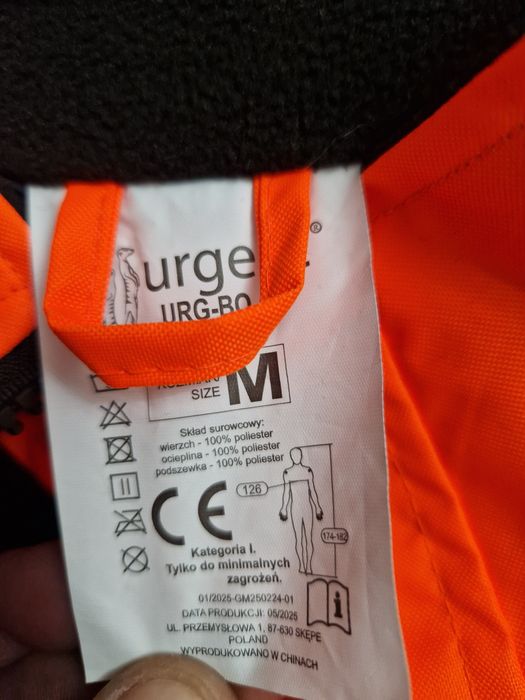 urge
®
URG-BO
ROZMIAR
SIZE M
Skład surowcowy:
wierzch - 100% poliester
ocieplina - 100% poliester
podszewka - 100% poliester
126
CE
174-182
Kategoria I.
Tylko do minimalnych
zagrożeń.
01/2025-GM250224-01
DATA PRODUKCJI: 05/2025
UL. PRZEMYSŁOWA 1, 87-630 SKĘPE
POLAND
WYPRODUKOWANO W CHINACH